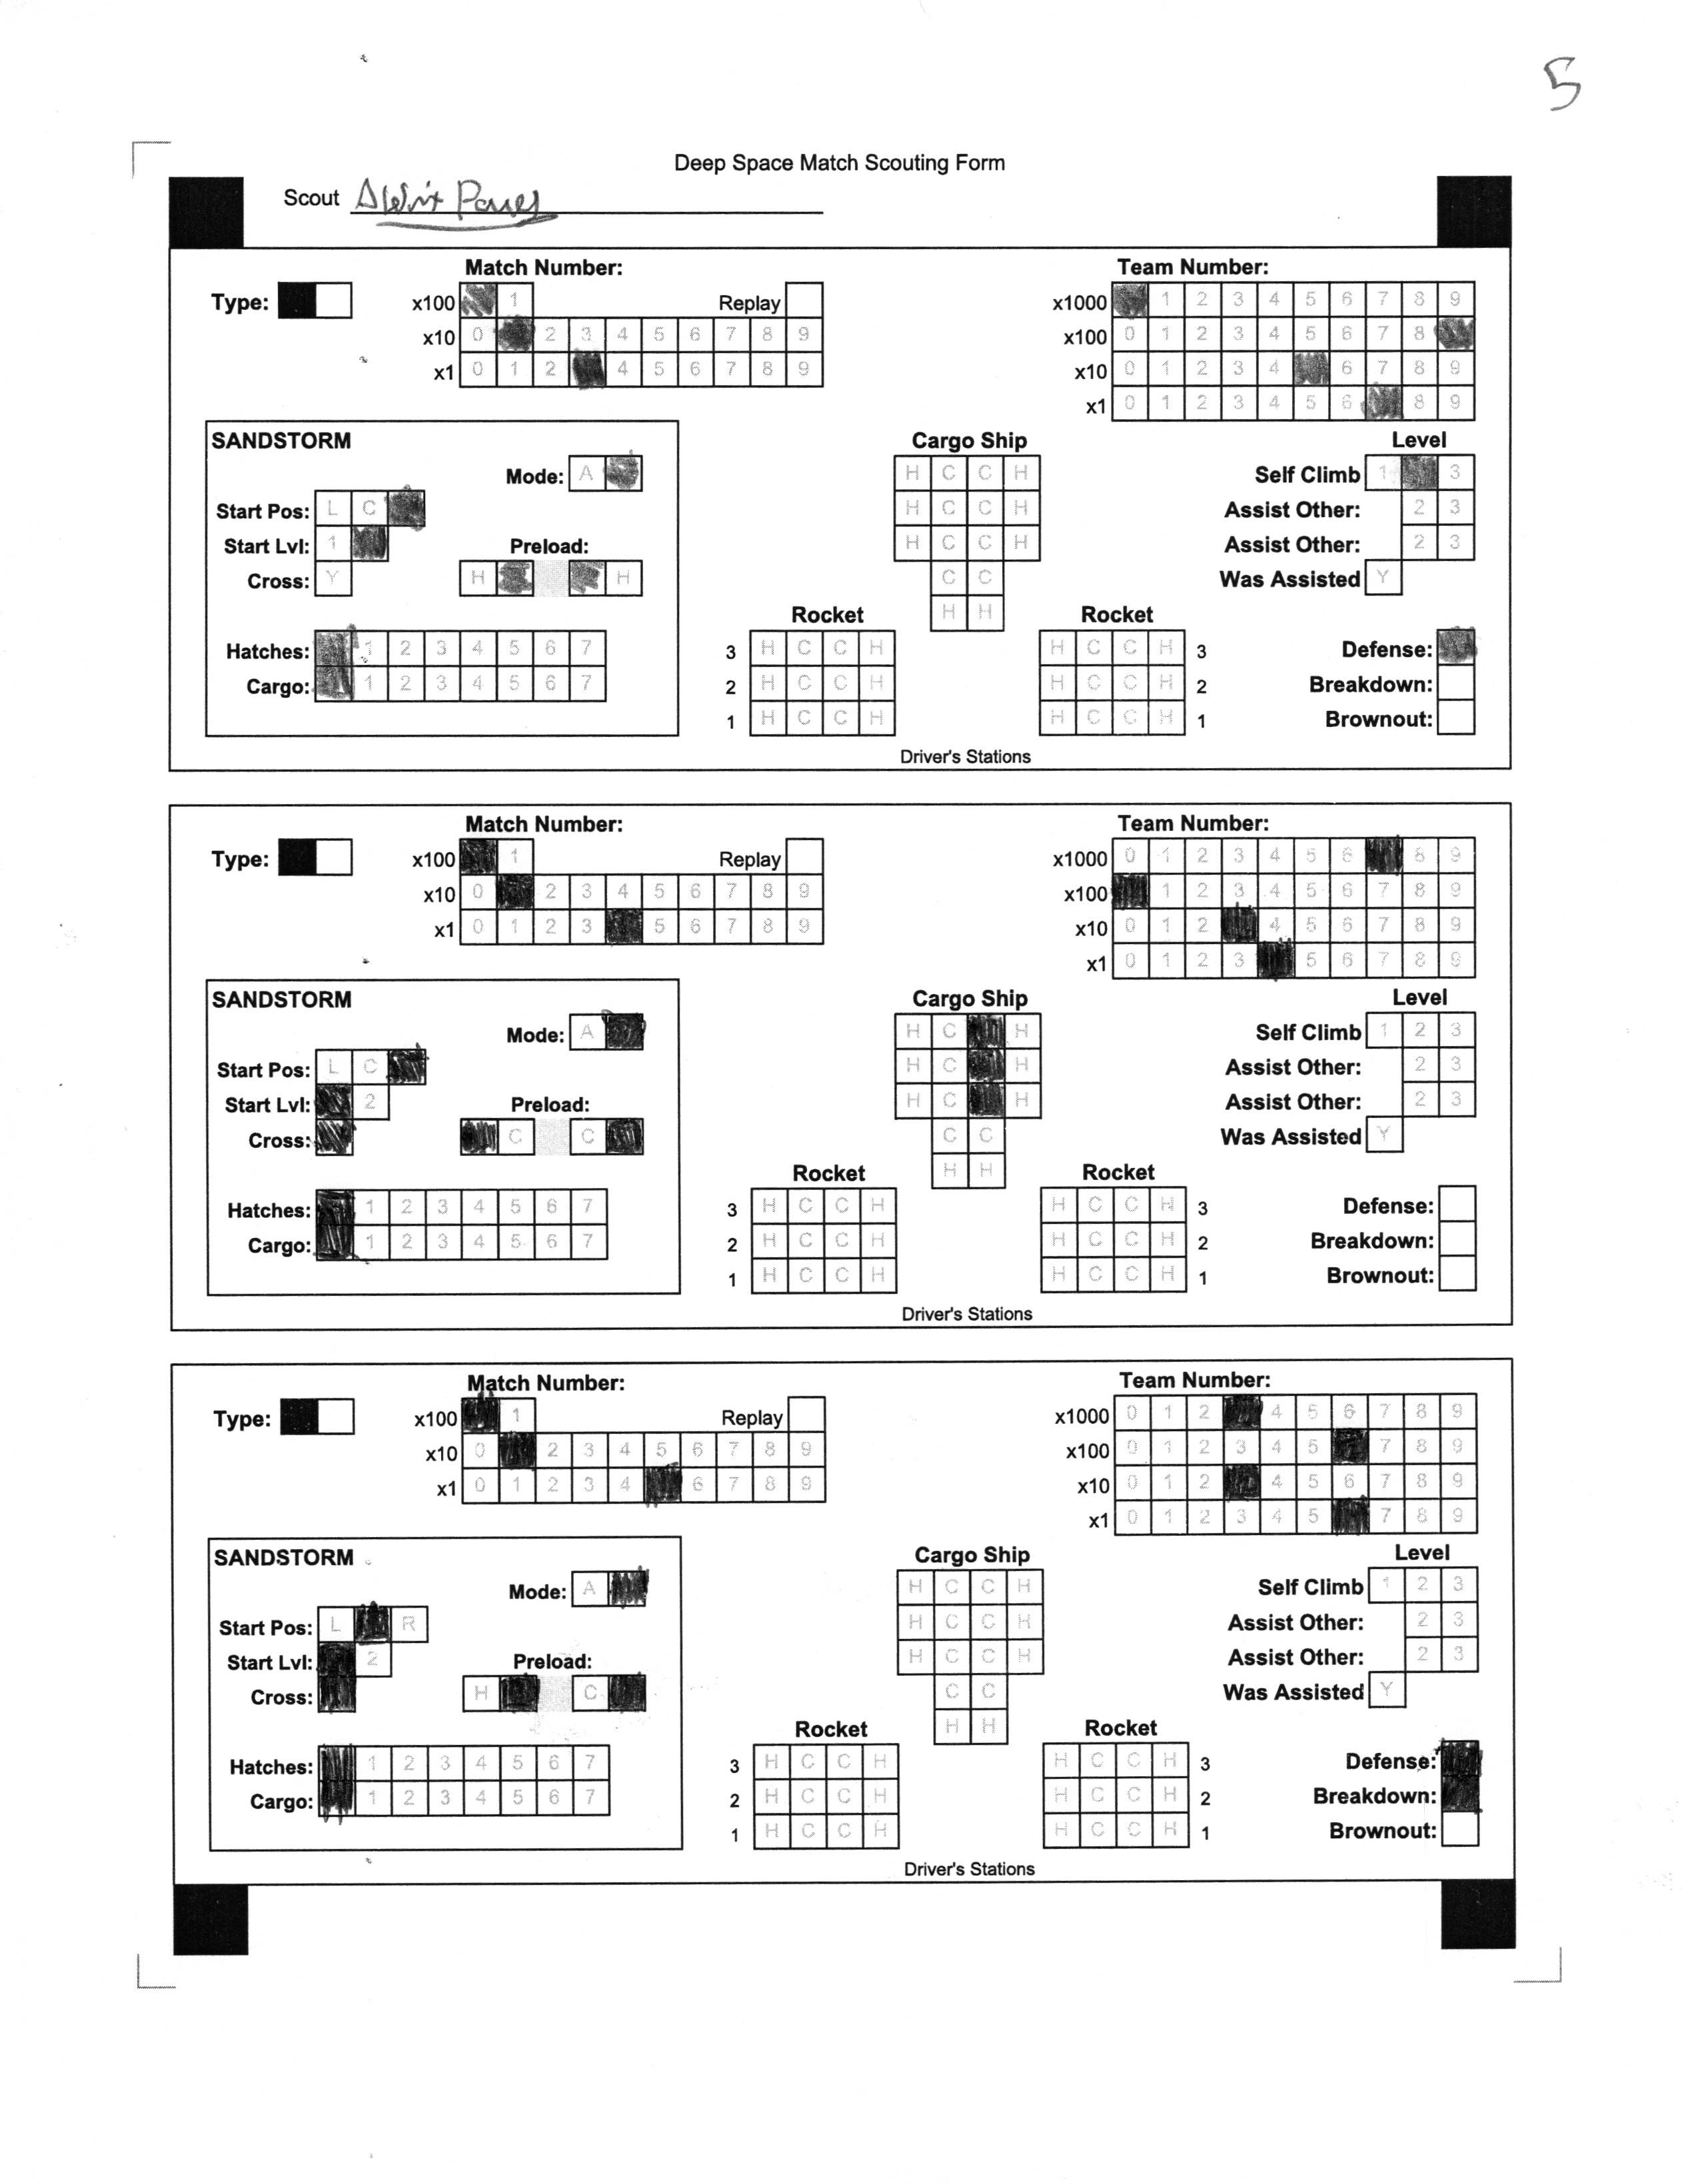 5
Deep Space Match Scouting Form
Scout
Match Number: Team Number:
Type: x100 1 Replay x1000 1 2 3 4 5 6 7 8 9
x10 0 2 3 4 5 6 7 8 9 x100 0 1 2 3 4 5 6 7 8
x1 0 1 2 4 5 6 7 8 9 x10 0 1 2 3 4 6 7 8 9
x1 0 1 2 3 4 5 6 8 9
SANDSTORM Cargo Ship Level
Mode: A H C C H Self Climb 1 3
Start Pos: L C H C C H Assist Other: 2 3
Start Lvl: 1 Preload: H C C H Assist Other: 2 3
Cross: Y H H C C Was Assisted Y
Rocket H H Rocket
Hatches: 1 2 3 4 5 6 7 3 H C C H H C C H 3 Defense:
Cargo: 1 2 3 4 5 6 7 2 H C C H H C C H 2 Breakdown:
1 H C C H H C C H 1 Brownout:
Driver's Stations
Match Number: Team Number:
Type: x100 1 Replay x1000 0 1 2 3 4 5 6 8 9
x10 0 2 3 4 5 6 7 8 9 x100 1 2 3 4 5 6 7 8 9
x1 0 1 2 3 5 6 7 8 9 x10 0 1 2 4 5 6 7 8 9
x1 0 1 2 3 5 6 7 8 9
SANDSTORM Cargo Ship Level
Mode: A H C H Self Climb 1 2 3
Start Pos: L C H C H Assist Other: 2 3
Start Lvl: 2 Preload: H C H Assist Other: 2 3
Cross: C C C C Was Assisted Y
Rocket H H Rocket
Hatches: 1 2 3 4 5 6 7 3 H C C H H C C H 3 Defense:
Cargo: 1 2 3 4 5 6 7 2 H C C H H C C H 2 Breakdown:
1 H C C H H C C H 1 Brownout:
Driver's Stations
Match Number: Team Number:
Type: x100 1 Replay x1000 0 1 2 4 5 6 7 8 9
x10 0 2 3 4 5 6 7 8 9 x100 0 1 2 3 4 5 7 8 9
x1 0 1 2 3 4 6 7 8 9 x10 0 1 2 4 5 6 7 8 9
x1 0 1 2 3 4 5 7 8 9
SANDSTORM Cargo Ship Level
Mode: A H C C H Self Climb 1 2 3
Start Pos: L R H C C H Assist Other: 2 3
Start Lvl: 2 Preload: H C C H Assist Other: 2 3
Cross: H C C C Was Assisted Y
Rocket H H Rocket
Hatches: 1 2 3 4 5 6 7 3 H C C H H C C H 3 Defense:
Cargo: 1 2 3 4 5 6 7 2 H C C H H C C H 2 Breakdown:
1 H C C H H C C H 1 Brownout:
Driver's Stations